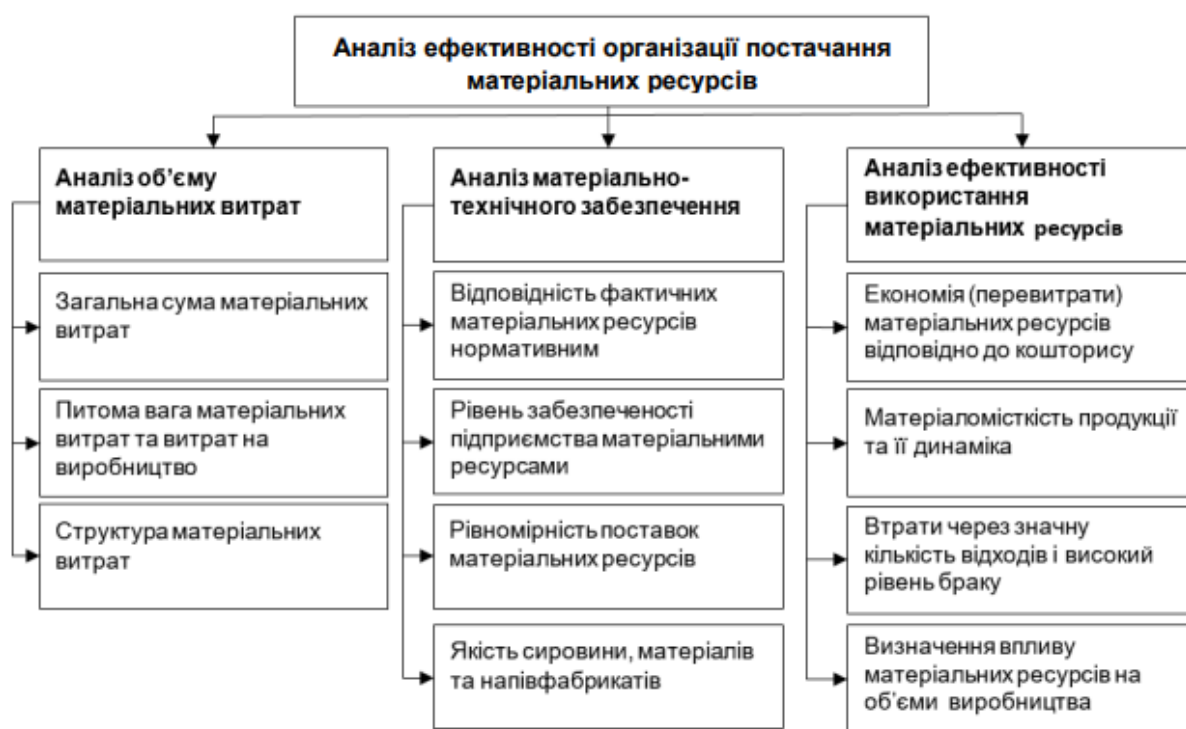 Аналіз ефективності організації постачання
матеріальних ресурсів
Аналіз об’єму
матеріальних витрат
Загальна сума матеріальних
витрат
Питома вага матеріальних
витрат та витрат на
виробництво
Структура матеріальних
витрат
Аналіз матеріально-
технічного забезпечення
Відповідність фактичних
матеріальних ресурсів
нормативним
Рівень забезпеченості
підприємства матеріальними
ресурсами
Рівномірність поставок
матеріальних ресурсів
Якість сировини, матеріалів
та напівфабрикатів
Аналіз ефективності
використання
матеріальних ресурсів
Економія (перевитрати)
матеріальних ресурсів
відповідно до кошторису
Матеріаломісткість продукції
та її динаміка
Втрати через значну
кількість відходів і високий
рівень браку
Визначення впливу
матеріальних ресурсів на
об’єми виробництва